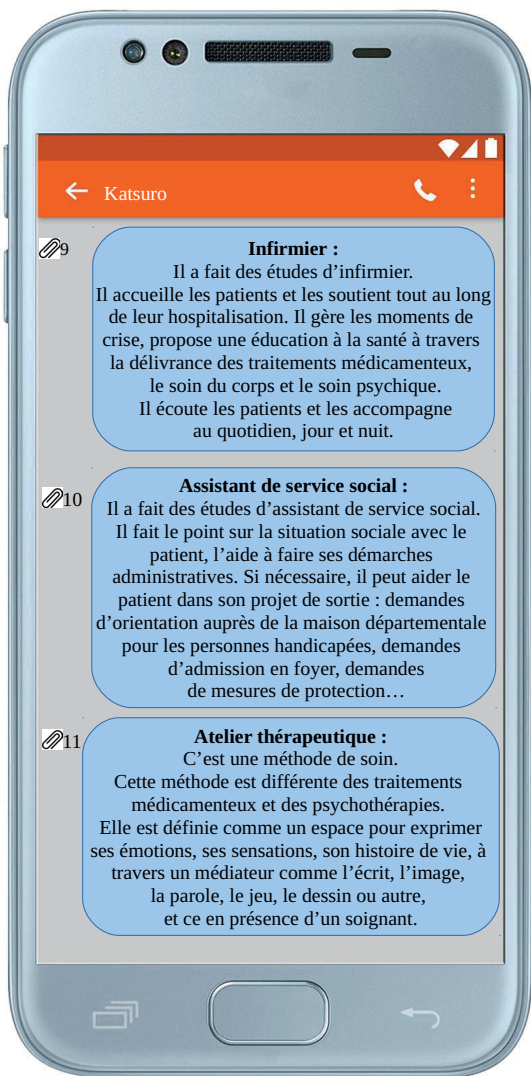 Katsuro
9
Infirmier :
Il a fait des études d’infirmier.
Il accueille les patients et les soutient tout au long
de leur hospitalisation. Il gère les moments de
crise, propose une éducation à la santé à travers
la délivrance des traitements médicamenteux,
le soin du corps et le soin psychique.
Il écoute les patients et les accompagne
au quotidien, jour et nuit.
10
Assistant de service social :
Il a fait des études d’assistant de service social.
Il fait le point sur la situation sociale avec le
patient, l’aide à faire ses démarches
administratives. Si nécessaire, il peut aider le
patient dans son projet de sortie : demandes
d’orientation auprès de la maison départementale
pour les personnes handicapées, demandes
d’admission en foyer, demandes
de mesures de protection…
11
Atelier thérapeutique :
C’est une méthode de soin.
Cette méthode est différente des traitements
médicamenteux et des psychothérapies.
Elle est définie comme un espace pour exprimer
ses émotions, ses sensations, son histoire de vie, à
travers un médiateur comme l’écrit, l’image,
la parole, le jeu, le dessin ou autre,
et ce en présence d’un soignant.